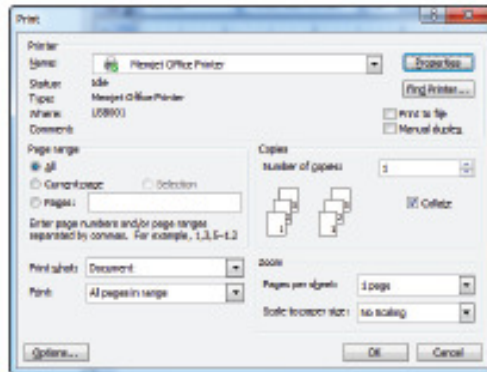 Print
Printer
Name: Memjet Office Printer Properties
Status: Idle Find Printer...
Type: Memjet Office Printer
Where: USB001 Print to file
Comment: Manual duplex
Page range Copies
All Number of copies: 1
Current page Selection
Pages: Collate
Enter page numbers and/or page ranges
separated by commas. For example, 1,3,5-12
Print what: Document Zoom
Print: All pages in range Pages per sheet: 1 page
Scale to paper size: No Scaling
Options... OK Cancel